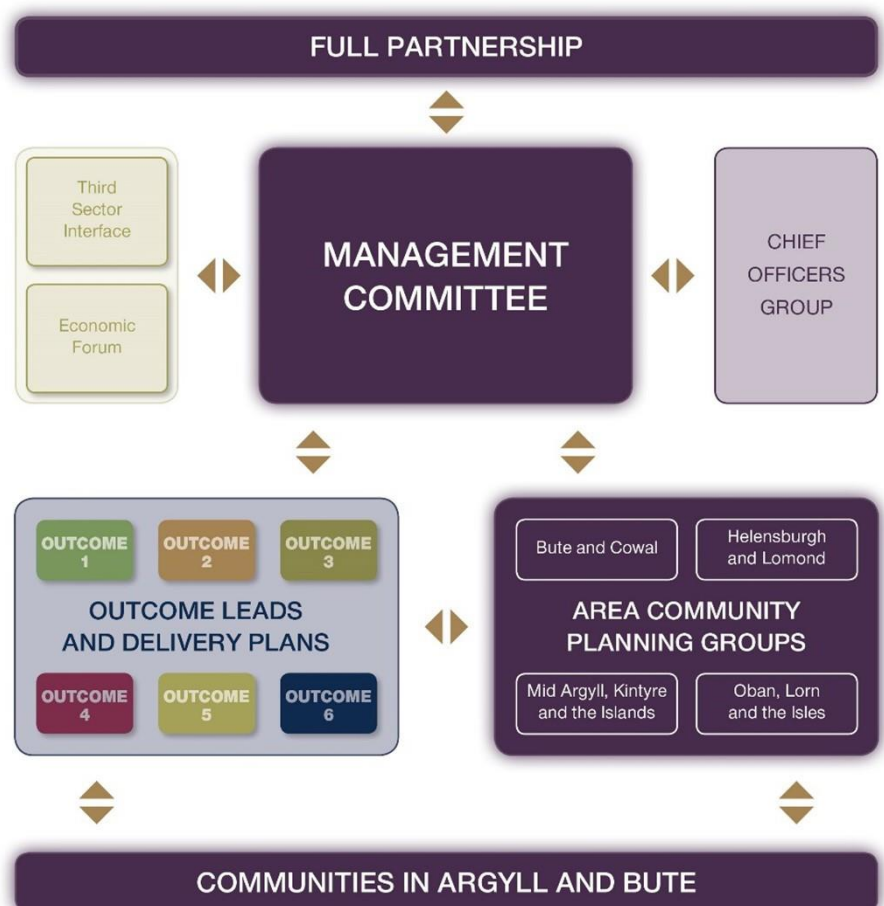 FULL PARTNERSHIP
Third
Sector
Interface
Economic
Forum
MANAGEMENT
COMMITTEE
CHIEF
OFFICERS
GROUP
OUTCOME
1
OUTCOME
2
OUTCOME
3
OUTCOME LEADS
AND DELIVERY PLANS
OUTCOME
4
OUTCOME
5
OUTCOME
6
Bute and Cowal
Helensburgh
and Lomond
AREA COMMUNITY
PLANNING GROUPS
Mid Argyll, Kintyre
and the Islands
Oban, Lorn
and the Isles
COMMUNITIES IN ARGYLL AND BUTE